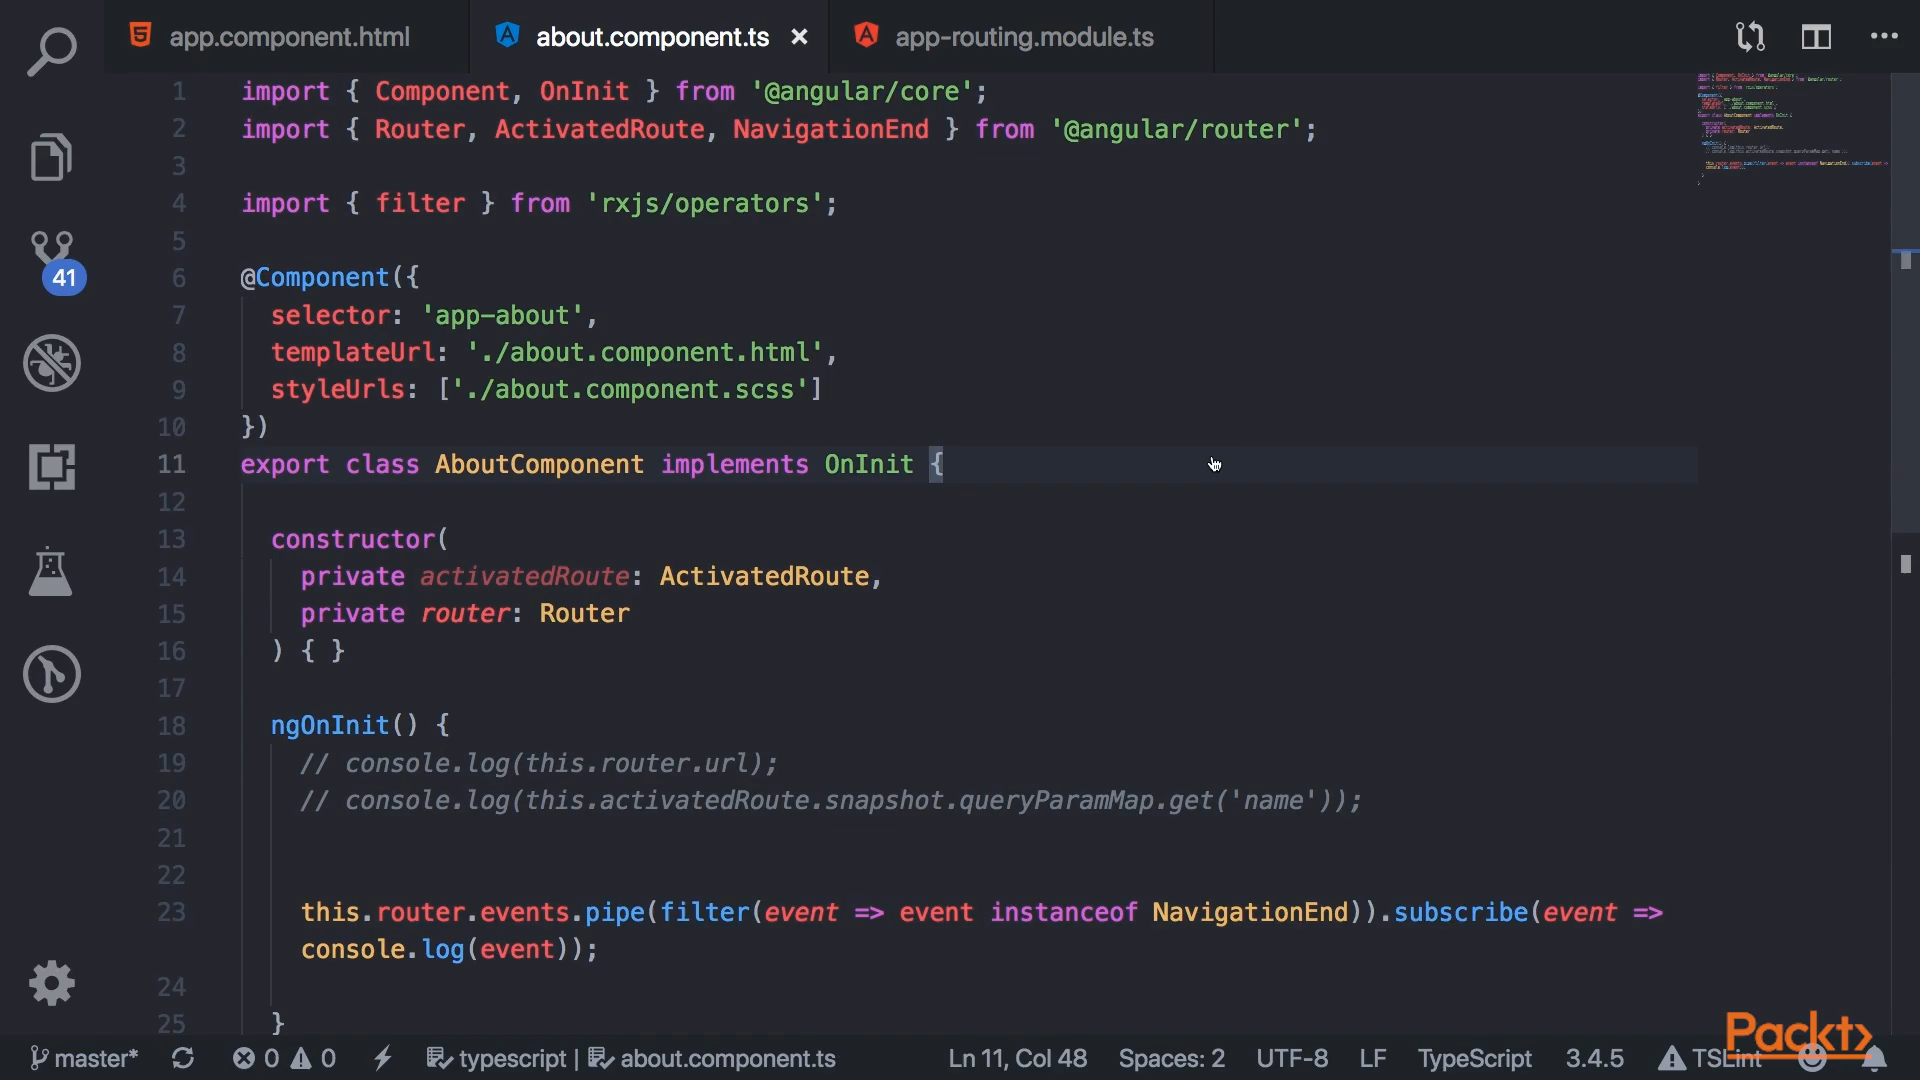 app.component.html
about.component.ts ×
app-routing.module.ts
1 import { Component, OnInit } from '@angular/core';
2 import { Router, ActivatedRoute, NavigationEnd } from '@angular/router';
3
4 import { filter } from 'rxjs/operators';
5
6 @Component({
7 selector: 'app-about',
8 templateUrl: './about.component.html',
9 styleUrls: ['./about.component.scss']
10 })
11 export class AboutComponent implements OnInit {
12
13 constructor(
14 private activatedRoute: ActivatedRoute,
15 private router: Router
16 ) { }
17
18 ngOnInit() {
19 // console.log(this.router.url);
20 // console.log(this.activatedRoute.snapshot.queryParamMap.get('name'));
21
22
23 this.router.events.pipe(filter(event => event instanceof NavigationEnd)).subscribe(event =>
console.log(event));
24
25 }
41
master* 0 0 typescript | about.component.ts Ln 11, Col 48 Spaces: 2 UTF-8 LF TypeScript 3.4.5 TSLint
Packt>